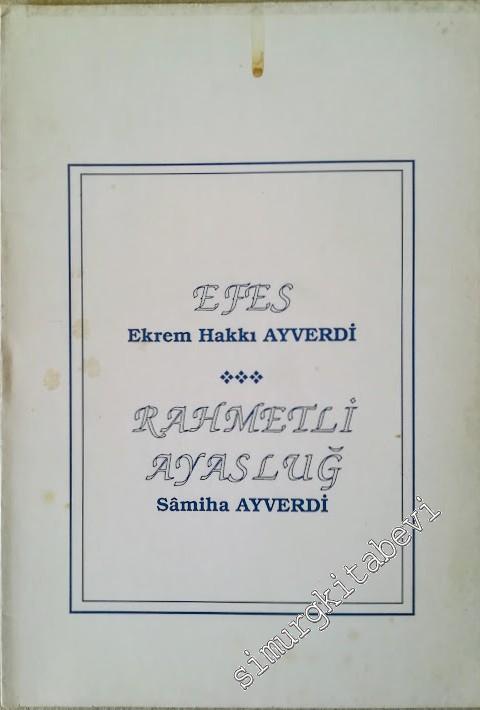 EFES
Ekrem Hakkı AYVERDİ
RAHMETLİ
AYASLUĞ
Sâmiha AYVERDİ
simurgkitabevi